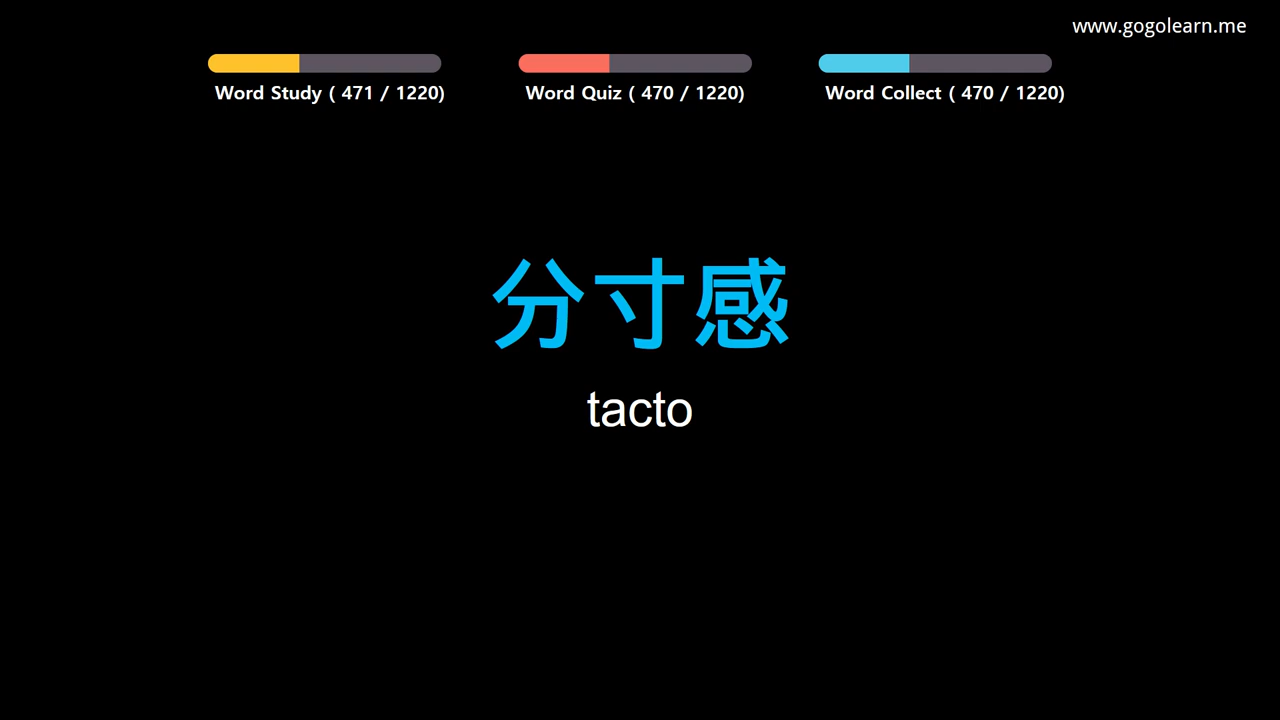 www.gogolearn.me
Word Study ( 471 / 1220)
Word Quiz ( 470 / 1220)
Word Collect ( 470 / 1220)
分寸感
tacto